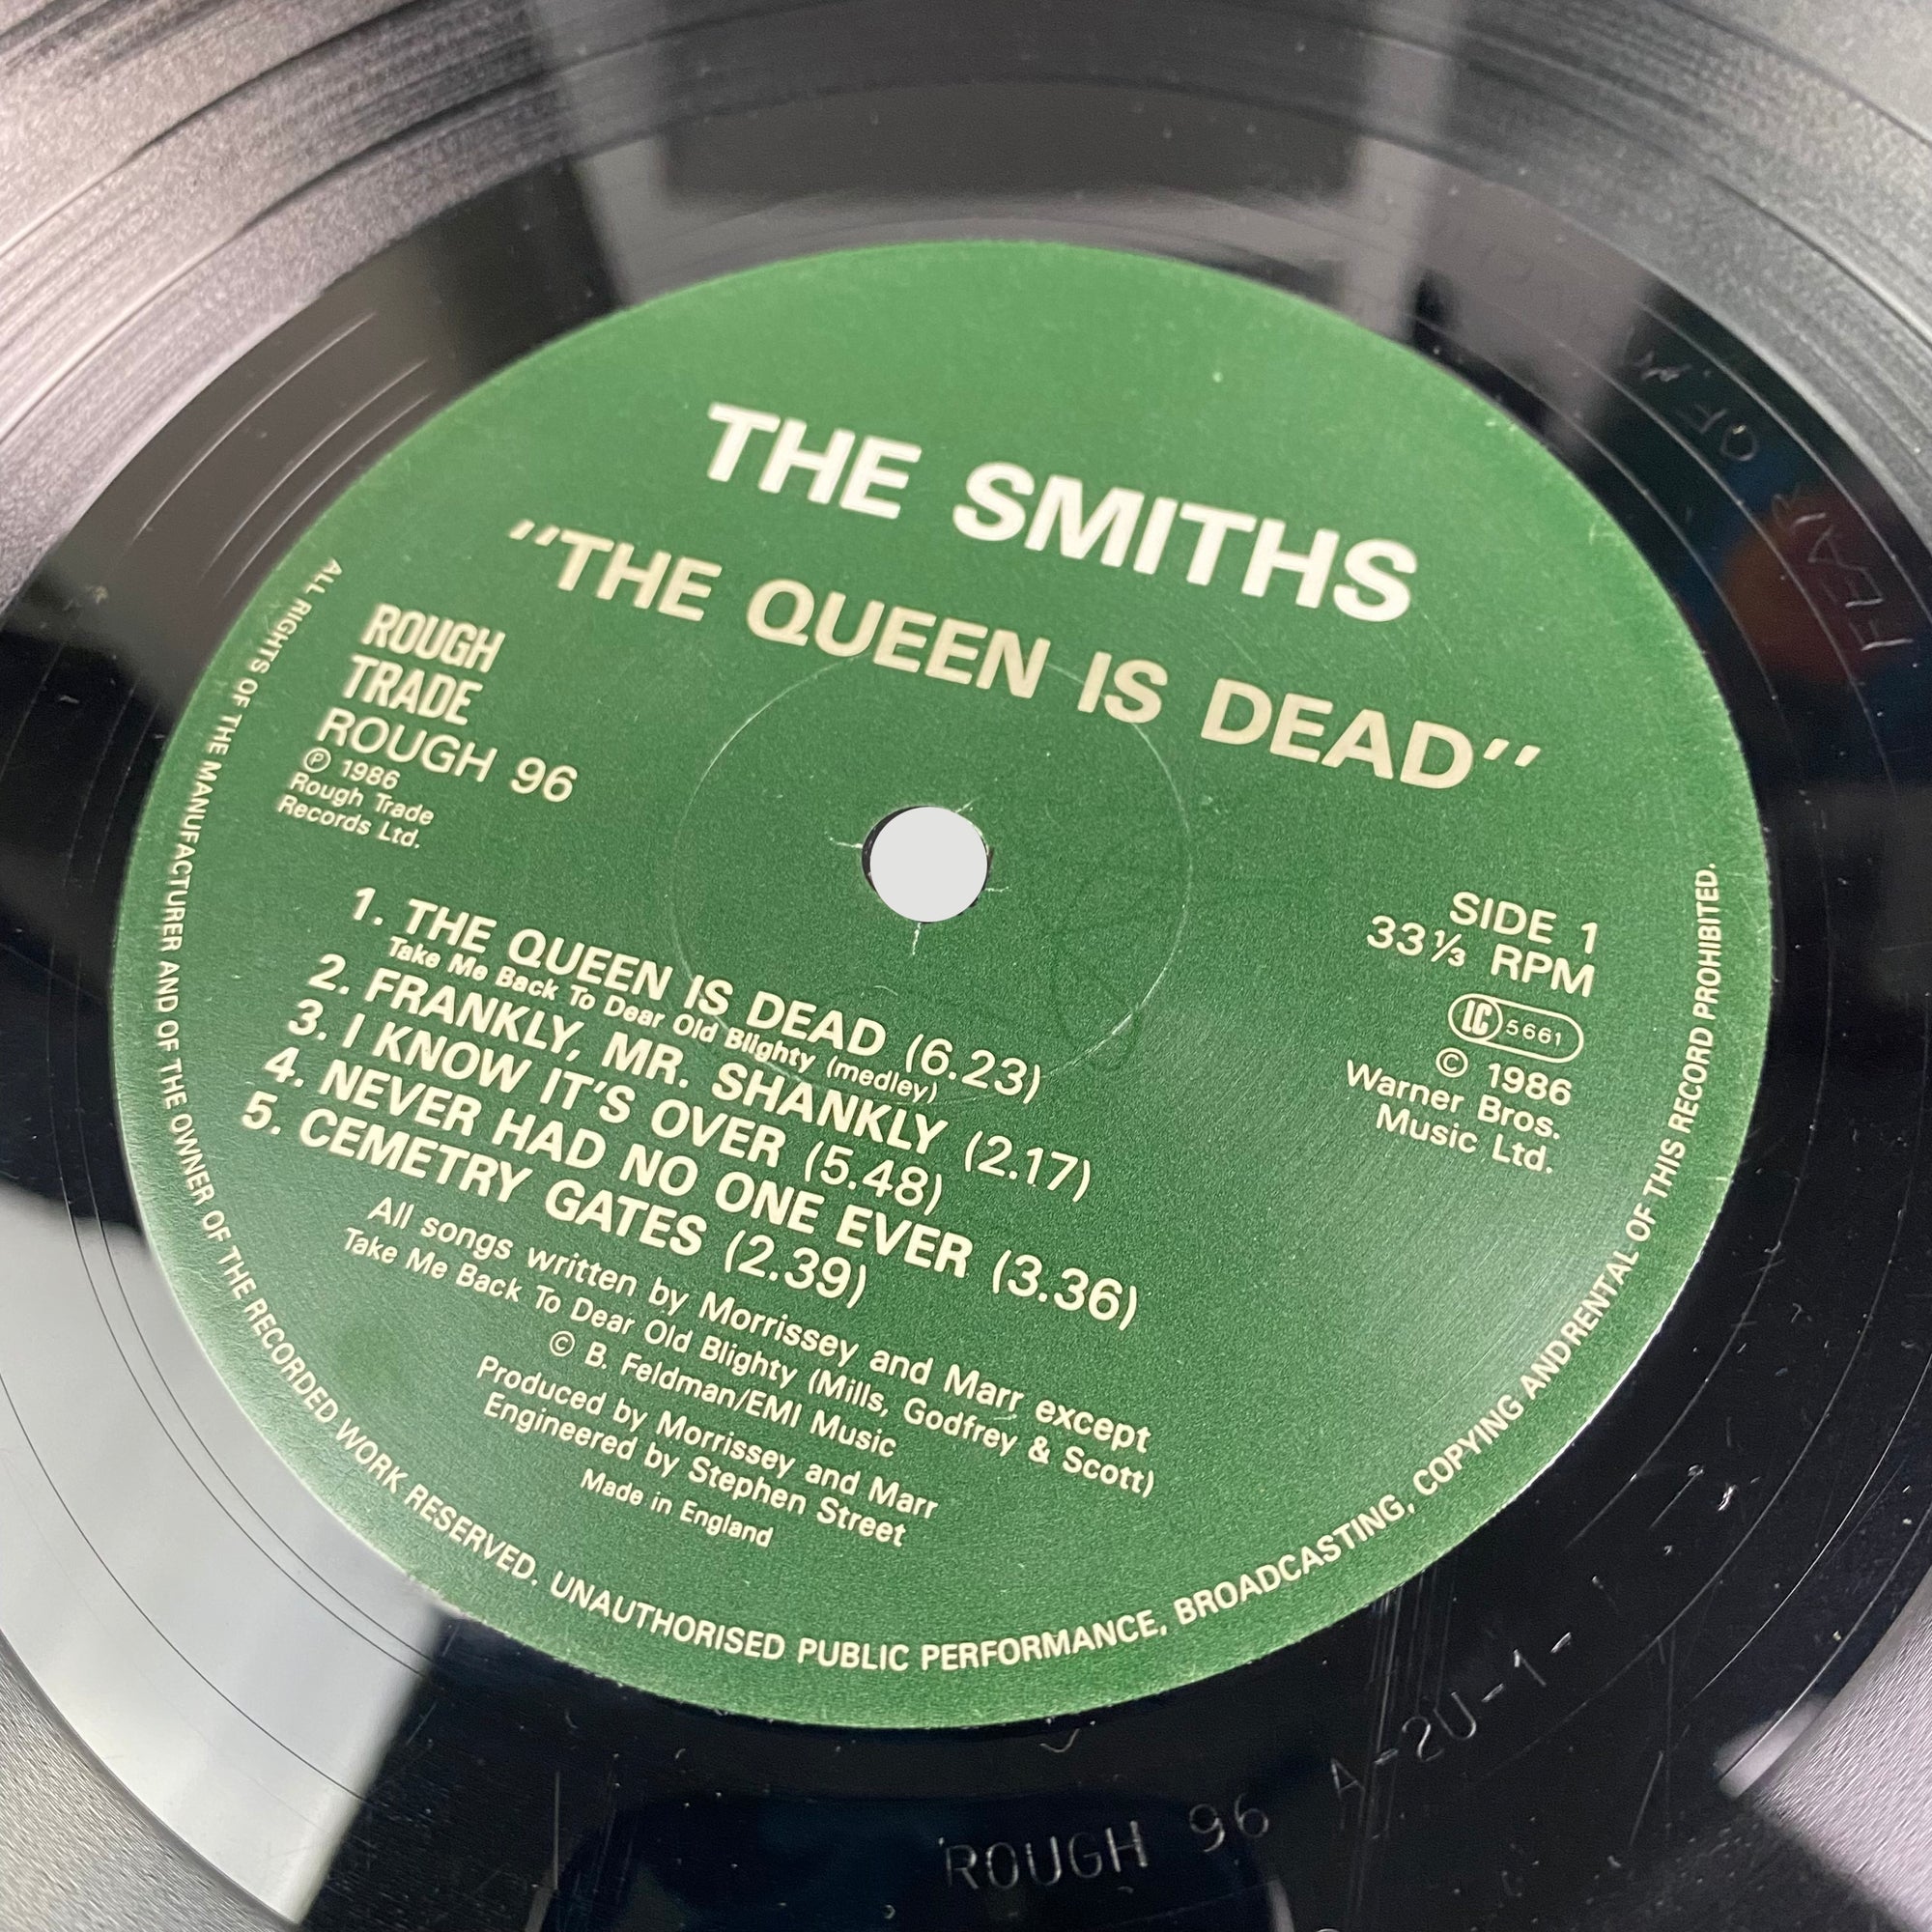 THE SMITHS
"THE QUEEN IS DEAD"
ROUGH
TRADE
ROUGH 96
Ⓟ 1986
Rough Trade
Records Ltd.
SIDE 1
33⅓ RPM
LC 5661
© 1986
Warner Bros.
Music Ltd.
1. THE QUEEN IS DEAD (6.23)
Take Me Back To Dear Old Blighty (medley)
2. FRANKLY, MR. SHANKLY (2.17)
3. I KNOW IT'S OVER (5.48)
4. NEVER HAD NO ONE EVER (3.36)
5. CEMETRY GATES (2.39)
All songs written by Morrissey and Marr except
Take Me Back To Dear Old Blighty (Mills, Godfrey & Scott)
© B. Feldman/EMI Music
Produced by Morrissey and Marr
Engineered by Stephen Street
Made in England
ALL RIGHTS OF THE MANUFACTURER AND OF THE OWNER OF THE RECORDED WORK RESERVED. UNAUTHORISED PUBLIC PERFORMANCE, BROADCASTING, COPYING ANDRENTAL OF THIS RECORD PROHIBITED.
FEAR OF
ROUGH 96 A-2U-1-